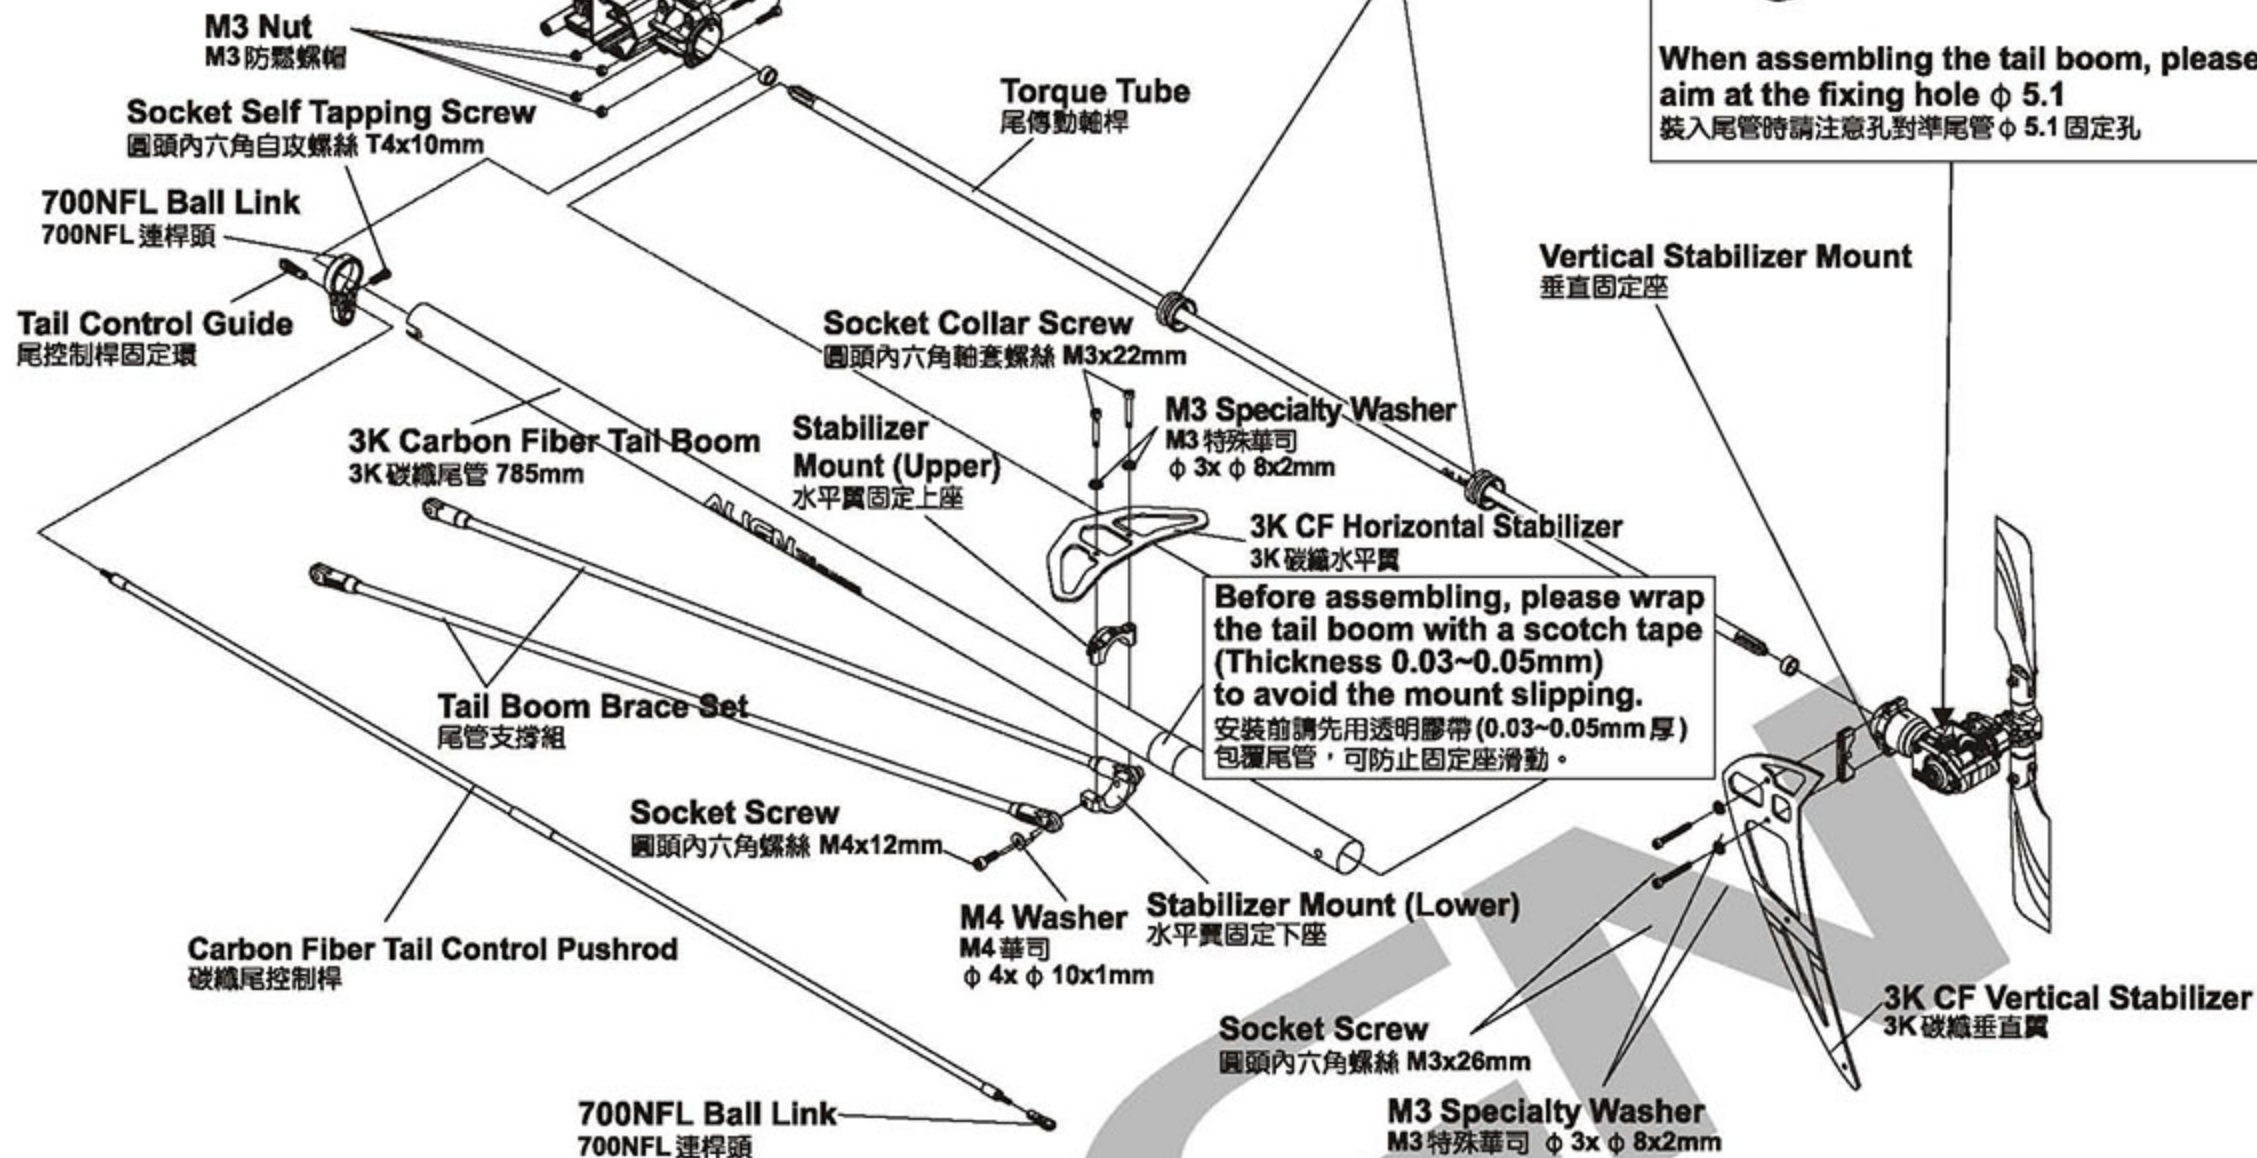 M3 Nut
M3 防鬆螺帽
When assembling the tail boom, please
aim at the fixing hole ϕ 5.1
裝入尾管時請注意孔對準尾管 ϕ 5.1 固定孔
Torque Tube
尾傳動軸桿
Socket Self Tapping Screw
圓頭內六角自攻螺絲 T4x10mm
700NFL Ball Link
700NFL 連桿頭
Vertical Stabilizer Mount
垂直固定座
Tail Control Guide
尾控制桿固定環
Socket Collar Screw
圓頭內六角軸套螺絲 M3x22mm
M3 Specialty Washer
M3 特殊華司
ϕ 3x ϕ 8x2mm
3K Carbon Fiber Tail Boom
3K 碳纖尾管 785mm
Stabilizer
Mount (Upper)
水平翼固定上座
ALIGN
3K CF Horizontal Stabilizer
3K 碳纖水平翼
Before assembling, please wrap
the tail boom with a scotch tape
(Thickness 0.03~0.05mm)
to avoid the mount slipping.
安裝前請先用透明膠帶 (0.03~0.05mm 厚)
包覆尾管，可防止固定座滑動。
Tail Boom Brace Set
尾管支撐組
Socket Screw
圓頭內六角螺絲 M4x12mm
M4 Washer
M4 華司
ϕ 4x ϕ 10x1mm
Stabilizer Mount (Lower)
水平翼固定下座
Carbon Fiber Tail Control Pushrod
碳纖尾控制桿
3K CF Vertical Stabilizer
3K 碳纖垂直翼
Socket Screw
圓頭內六角螺絲 M3x26mm
700NFL Ball Link
700NFL 連桿頭
M3 Specialty Washer
M3 特殊華司 ϕ 3x ϕ 8x2mm